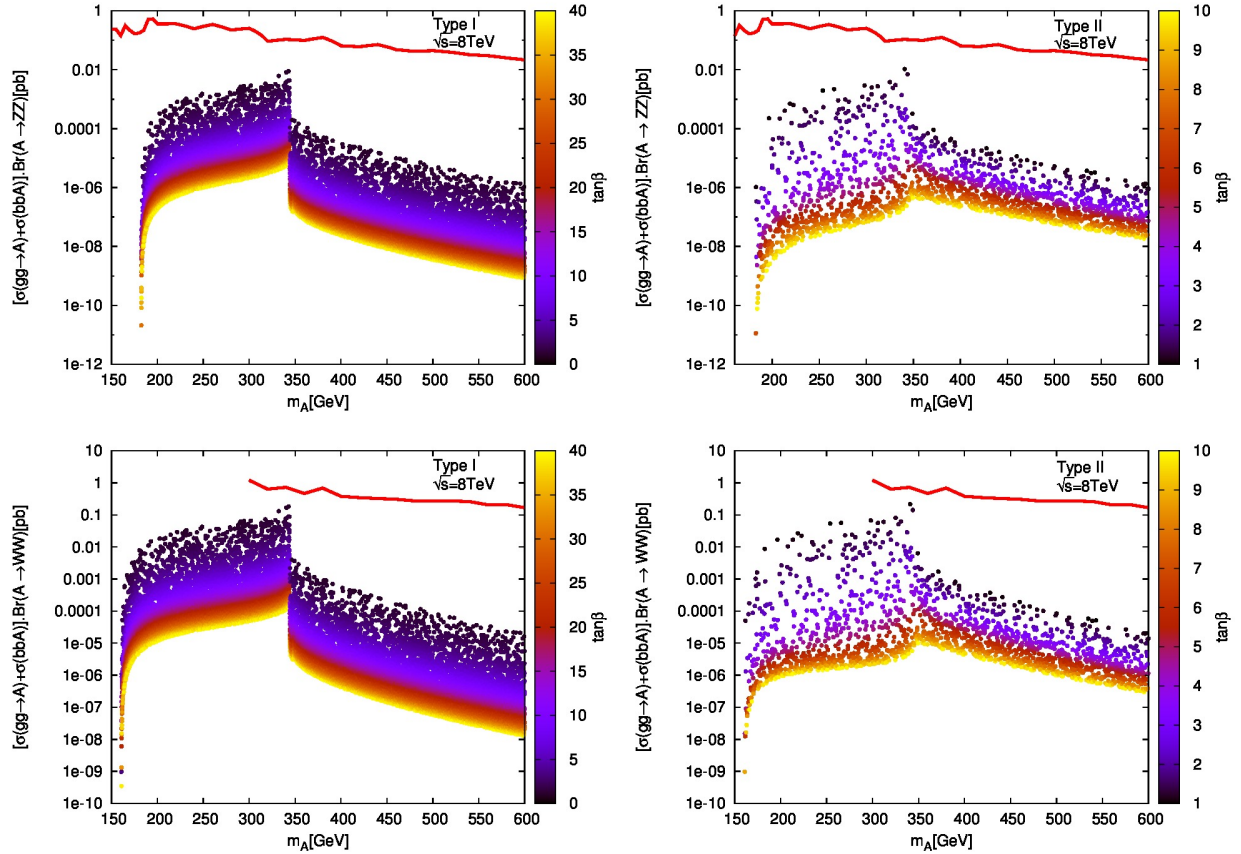 [σ(gg→A)+σ(bbA)].Br(A →ZZ)[pb]
1
0.01
0.0001
1e-06
1e-08
1e-10
1e-12
150 200 250 300 350 400 450 500 550 600
m_A[GeV]
Type I
√s=8TeV
40
35
30
25
20
15
10
5
0
tanβ
[σ(gg→A)+σ(bbA)].Br(A → ZZ)[pb]
1
0.01
0.0001
1e-06
1e-08
1e-10
1e-12
200 250 300 350 400 450 500 550 600
m_A[GeV]
Type II
√s=8TeV
10
9
8
7
6
5
4
3
2
1
tanβ
[σ(gg→A)+σ(bbA)].Br(A →WW)[pb]
10
1
0.1
0.01
0.001
0.0001
1e-05
1e-06
1e-07
1e-08
1e-09
1e-10
150 200 250 300 350 400 450 500 550 600
m_A[GeV]
Type I
√s=8TeV
40
35
30
25
20
15
10
5
0
tanβ
[σ(gg→A)+σ(bbA)].Br(A → WW)[pb]
10
1
0.1
0.01
0.001
0.0001
1e-05
1e-06
1e-07
1e-08
1e-09
1e-10
150 200 250 300 350 400 450 500 550 600
m_A[GeV]
Type II
√s=8TeV
10
9
8
7
6
5
4
3
2
1
tanβ